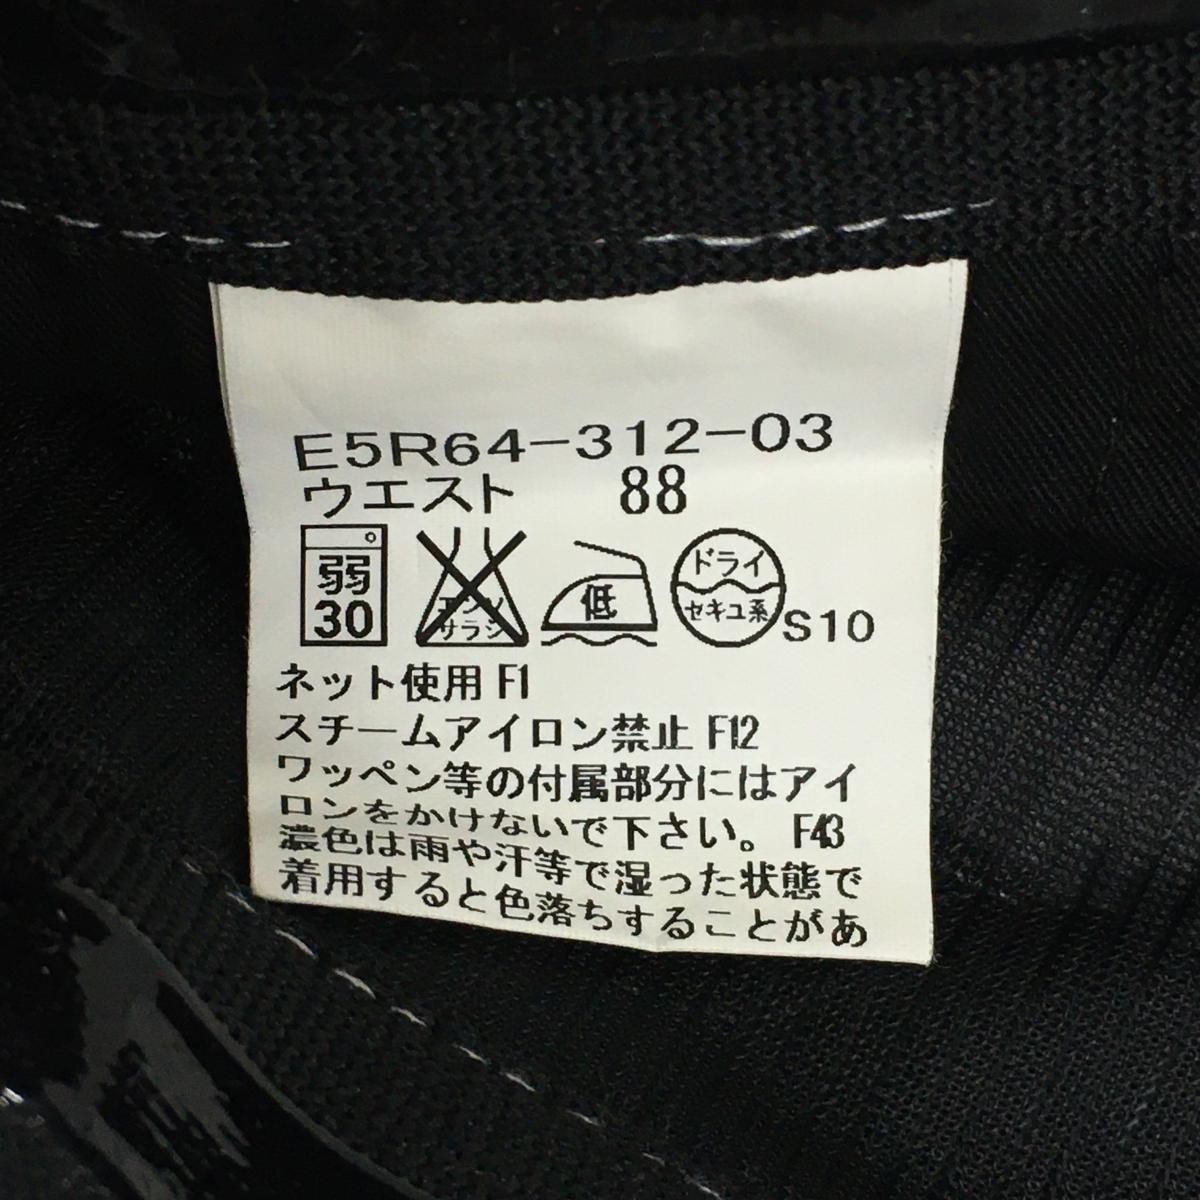 E5R64-312-03
ウエスト 88
弱 30
エンソ サラシ
低
ドライ セキユ系 S10
ネット使用 F1
スチームアイロン禁止 F12
ワッペン等の付属部分にはアイ
ロンをかけないで下さい。 F43
濃色は雨や汗等で湿った状態で
着用すると色落ちすることがあ